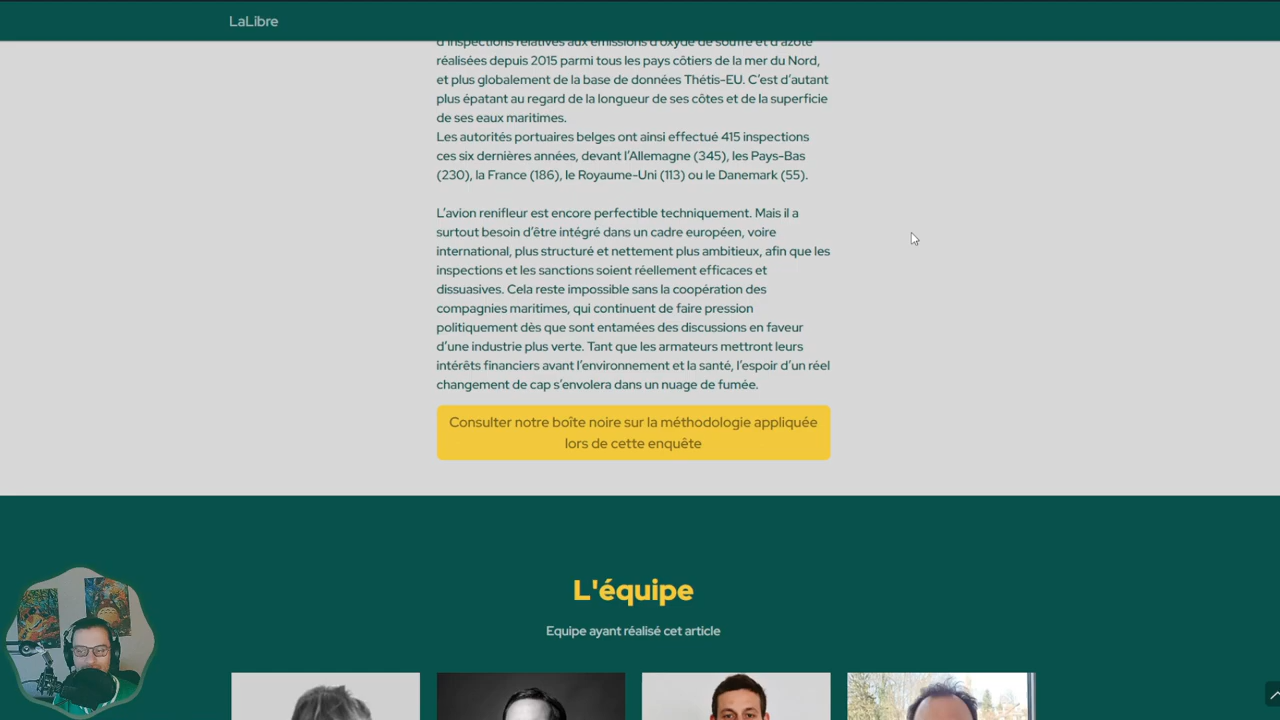 LaLibre
d'inspections relatives aux émissions d'oxyde de soufre et d'azote
réalisées depuis 2015 parmi tous les pays côtiers de la mer du Nord,
et plus globalement de la base de données Thétis-EU. C'est d'autant
plus épatant au regard de la longueur de ses côtes et de la superficie
de ses eaux maritimes.
Les autorités portuaires belges ont ainsi effectué 415 inspections
ces six dernières années, devant l'Allemagne (345), les Pays-Bas
(230), la France (186), le Royaume-Uni (113) ou le Danemark (55).
L'avion renifleur est encore perfectible techniquement. Mais il a
surtout besoin d'être intégré dans un cadre européen, voire
international, plus structuré et nettement plus ambitieux, afin que les
inspections et les sanctions soient réellement efficaces et
dissuasives. Cela reste impossible sans la coopération des
compagnies maritimes, qui continuent de faire pression
politiquement dès que sont entamées des discussions en faveur
d'une industrie plus verte. Tant que les armateurs mettront leurs
intérêts financiers avant l'environnement et la santé, l'espoir d'un réel
changement de cap s'envolera dans un nuage de fumée.
Consulter notre boîte noire sur la méthodologie appliquée
lors de cette enquête
L'équipe
Equipe ayant réalisé cet article